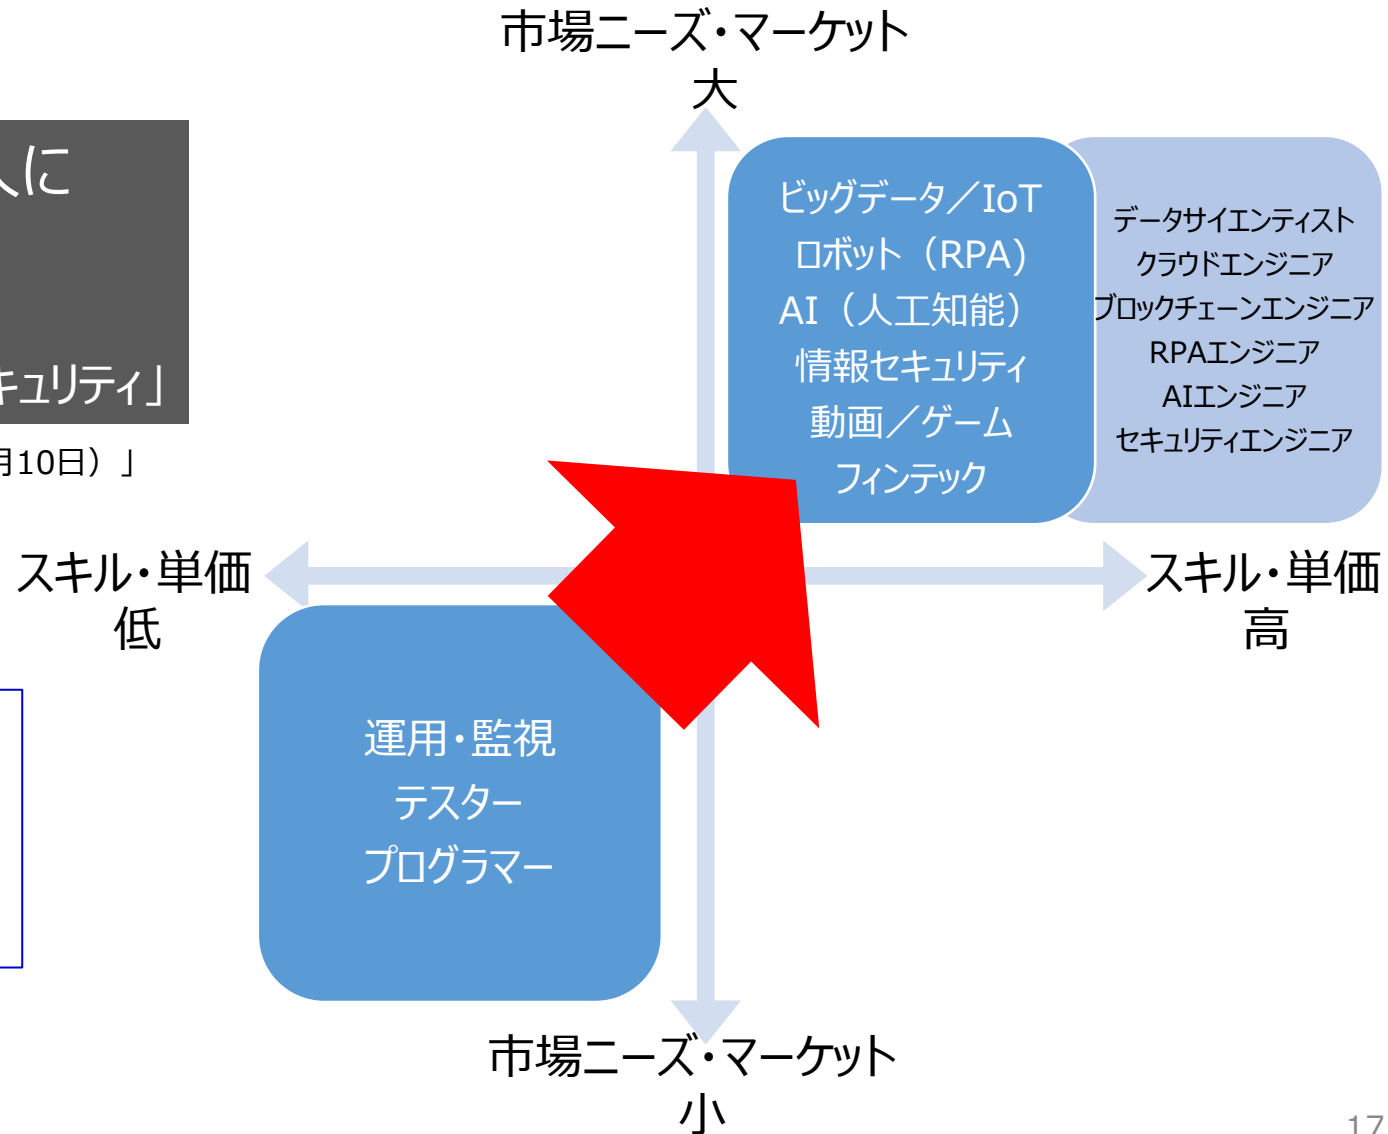 市場ニーズ・マーケット
大
人に
キュリティ」
月10日）」
ビッグデータ／IoT
ロボット（RPA)
AI（人工知能）
情報セキュリティ
動画／ゲーム
フィンテック
データサイエンティスト
クラウドエンジニア
ブロックチェーンエンジニア
RPAエンジニア
AIエンジニア
セキュリティエンジニア
スキル・単価
低
スキル・単価
高
運用・監視
テスター
プログラマー
市場ニーズ・マーケット
小
17